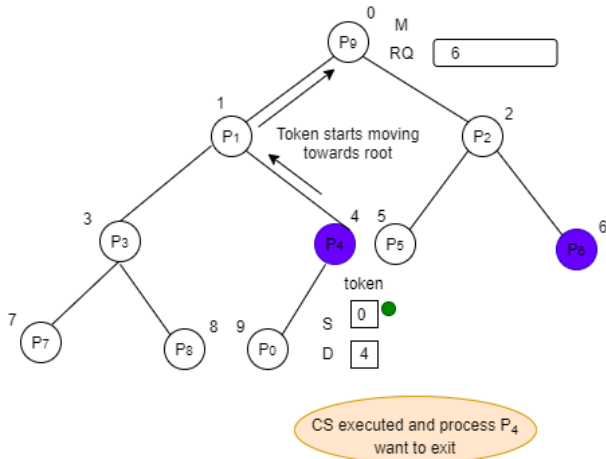 0
P9
M
RQ
6
1
P1
Token starts moving
towards root
2
P2
3
P3
4
P4
5
P5
6
P6
token
7
P7
8
P8
9
P0
S
0
D
4
CS executed and process P4
want to exit